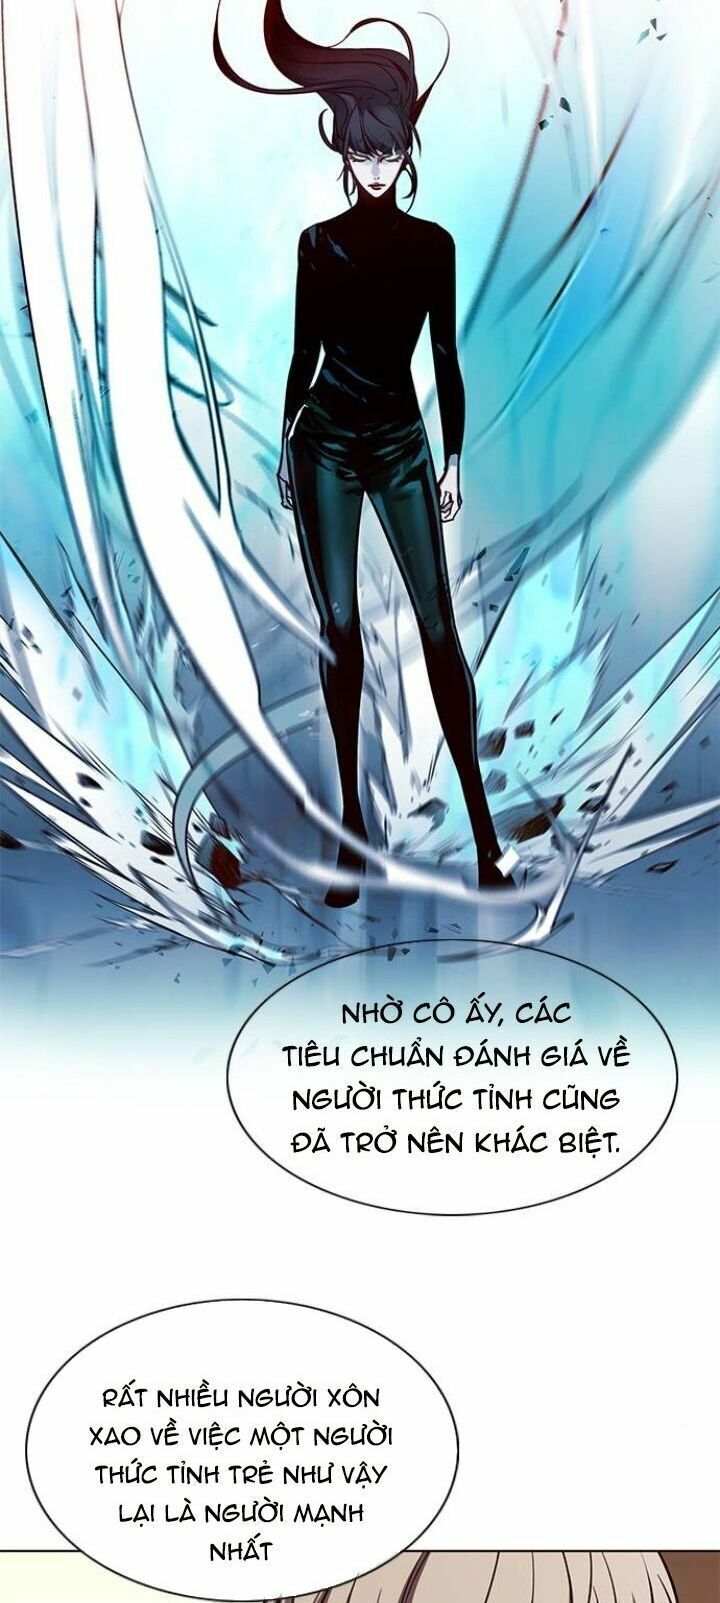 NHỜ CÔ ẤY, CÁC
TIÊU CHUẨN ĐÁNH GIÁ VỀ
NGƯỜI THỨC TỈNH CŨNG
ĐÃ TRỞ NÊN KHÁC BIỆT.
RẤT NHIỀU NGƯỜI XÔN
XAO VỀ VIỆC MỘT NGƯỜI
THỨC TỈNH TRẺ NHƯ VẬY
LẠI LÀ NGƯỜI MẠNH
NHẤT